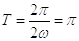 T = 2π/2ω = π